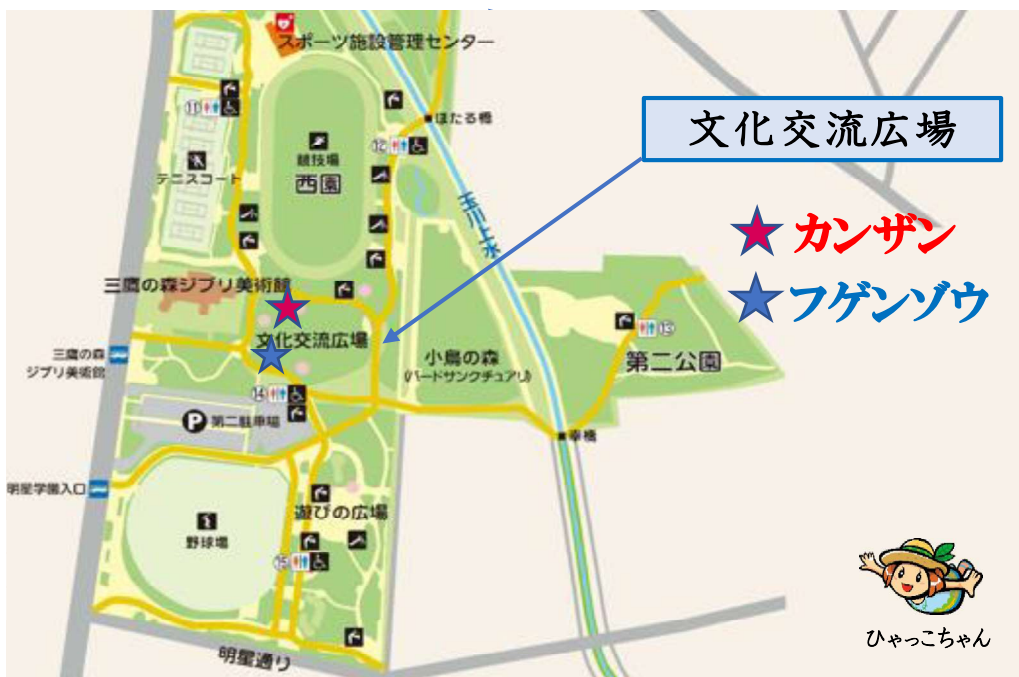 スポーツ施設管理センター
⑪
ほたる橋
文化交流広場
⑫
競技場
テニスコート
西園
玉川上水
カンザン
三鷹の森ジブリ美術館
フゲンゾウ
⑬
文化交流広場
三鷹の森
ジブリ美術館
小鳥の森
(バードサンクチュアリ)
第二公園
⑭
P 第二駐車場
幸橋
明星学園入口
遊びの広場
野球場
⑮
ひゃっこちゃん
明星通り